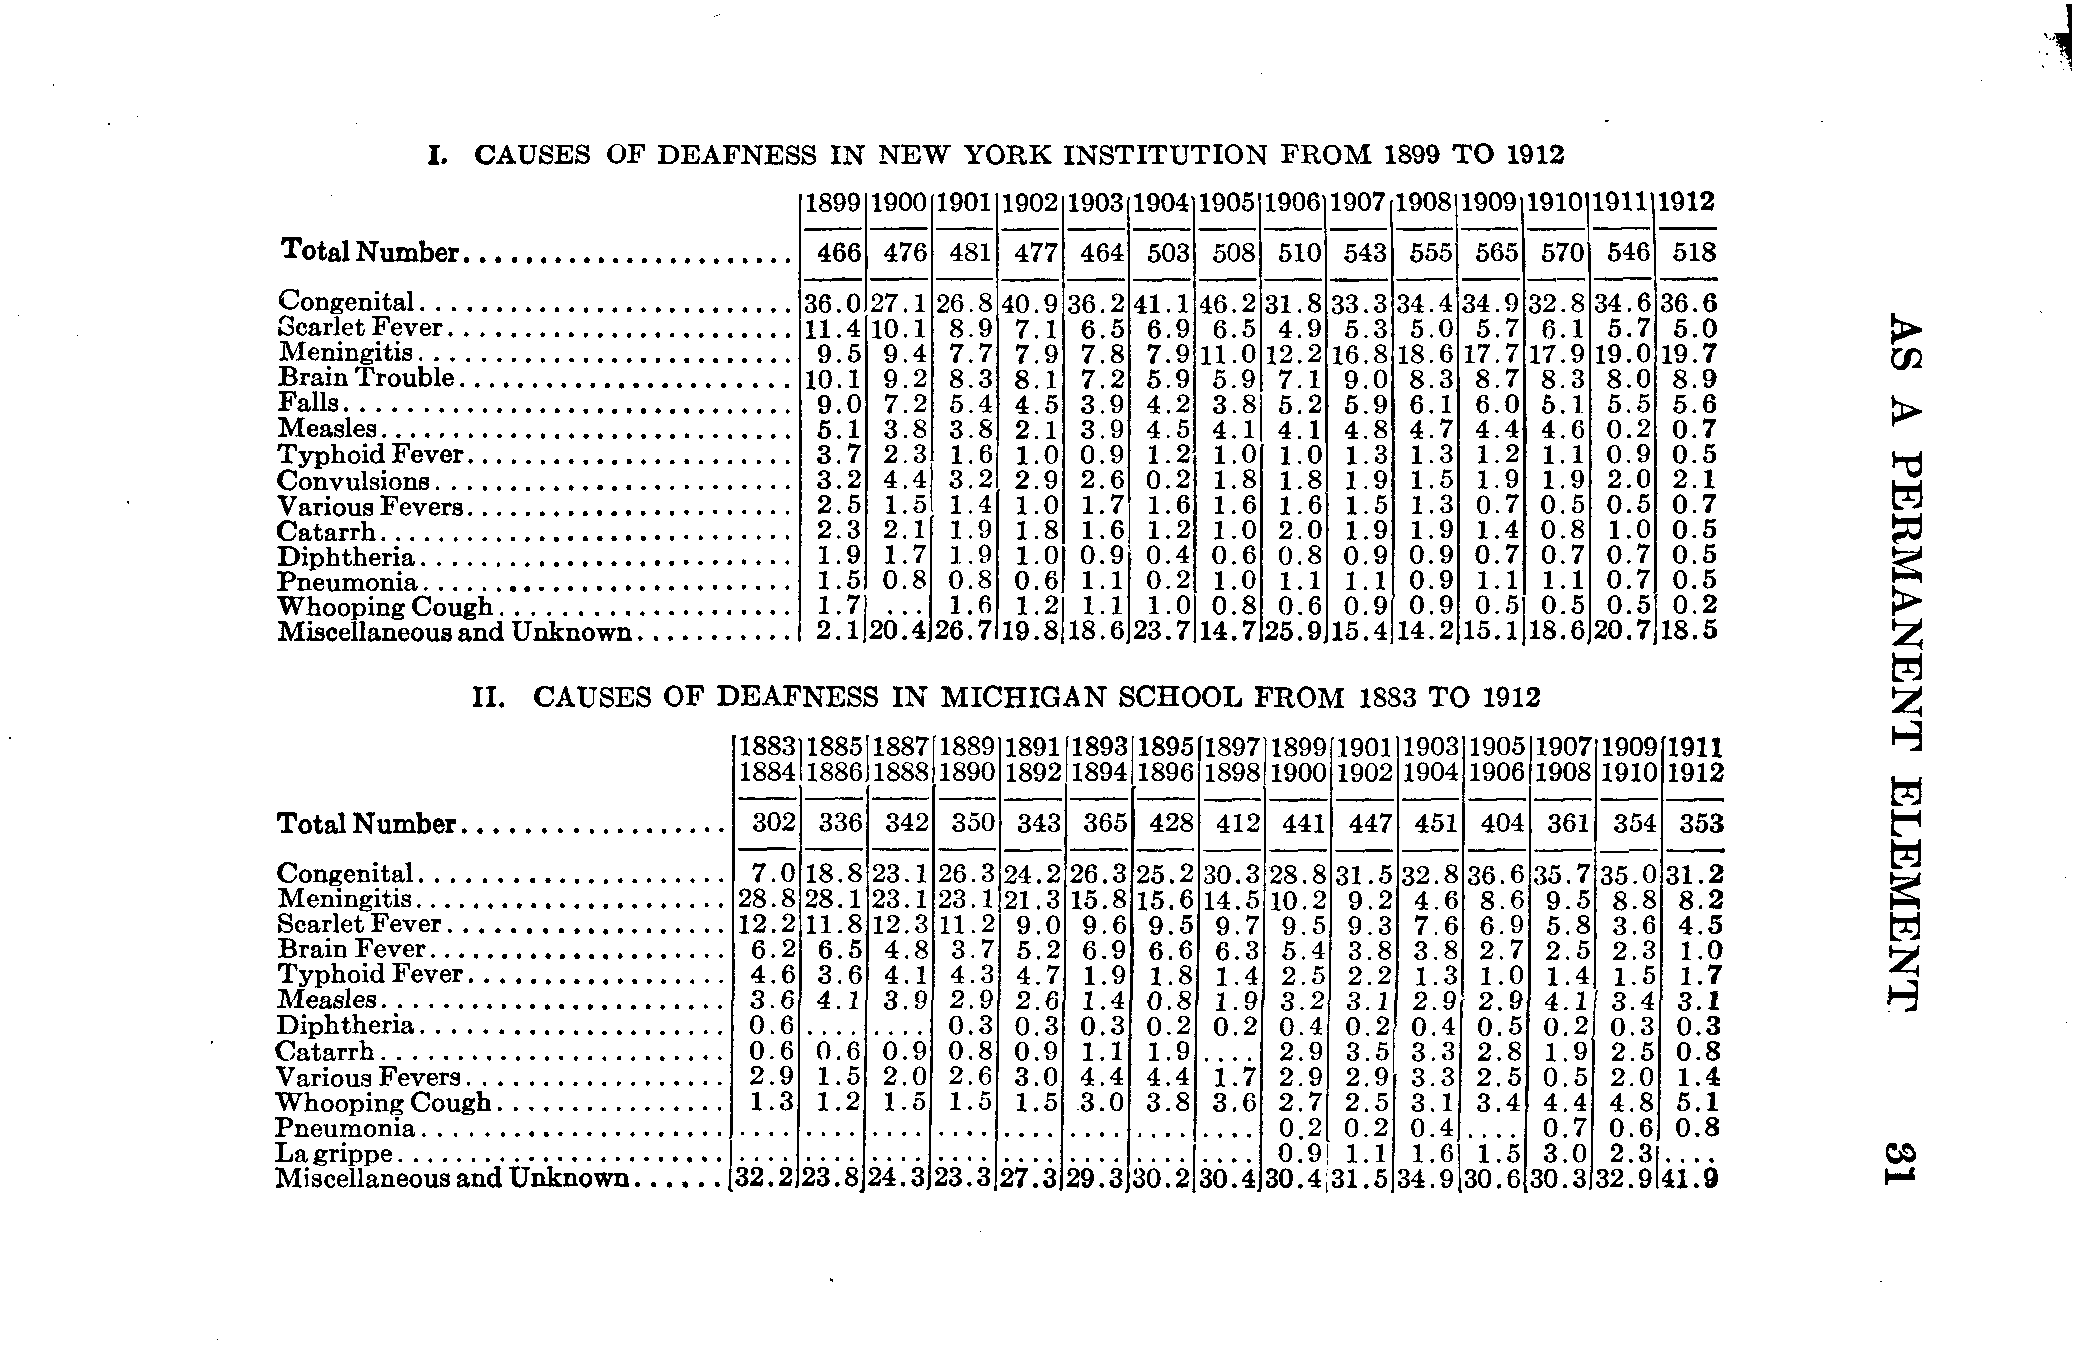 I. CAUSES OF DEAFNESS IN NEW YORK INSTITUTION FROM 1899 TO 1912
1899 1900 1901 1902 1903 1904 1905 1906 1907 1908 1909 1910 1911 1912
Total Number....................... 466 476 481 477 464 503 508 510 543 555 565 570 546 518
Congenital.......................... 36.0 27.1 26.8 40.9 36.2 41.1 46.2 31.8 33.3 34.4 34.9 32.8 34.6 36.6
Scarlet Fever........................ 11.4 10.1 8.9 7.1 6.5 6.9 6.5 4.9 5.3 5.0 5.7 6.1 5.7 5.0
Meningitis.......................... 9.5 9.4 7.7 7.9 7.8 7.9 11.0 12.2 16.8 18.6 17.7 17.9 19.0 19.7
Brain Trouble....................... 10.1 9.2 8.3 8.1 7.2 5.9 5.9 7.1 9.0 8.3 8.7 8.3 8.0 8.9
Falls............................... 9.0 7.2 5.4 4.5 3.9 4.2 3.8 5.2 5.9 6.1 6.0 5.1 5.5 5.6
Measles............................. 5.1 3.8 3.8 2.1 3.9 4.5 4.1 4.1 4.8 4.7 4.4 4.6 0.2 0.7
Typhoid Fever....................... 3.7 2.3 1.6 1.0 0.9 1.2 1.0 1.0 1.3 1.3 1.2 1.1 0.9 0.5
Convulsions......................... 3.2 4.4 3.2 2.9 2.6 0.2 1.8 1.8 1.9 1.5 1.9 1.9 2.0 2.1
Various Fevers....................... 2.5 1.5 1.4 1.0 1.7 1.6 1.6 1.6 1.5 1.3 0.7 0.5 0.5 0.7
Catarrh............................. 2.3 2.1 1.9 1.8 1.6 1.2 1.0 2.0 1.9 1.9 1.4 0.8 1.0 0.5
Diphtheria.......................... 1.9 1.7 1.9 1.0 0.9 0.4 0.6 0.8 0.9 0.9 0.7 0.7 0.7 0.5
Pneumonia.......................... 1.5 0.8 0.8 0.6 1.1 0.2 1.0 1.1 1.1 0.9 1.1 1.1 0.7 0.5
Whooping Cough.................... 1.7 ... 1.6 1.2 1.1 1.0 0.8 0.6 0.9 0.9 0.5 0.5 0.5 0.2
Miscellaneous and Unknown........... 2.1 20.4 26.7 19.8 18.6 23.7 14.7 25.9 15.4 14.2 15.1 18.6 20.7 18.5
II. CAUSES OF DEAFNESS IN MICHIGAN SCHOOL FROM 1883 TO 1912
1883 1885 1887 1889 1891 1893 1895 1897 1899 1901 1903 1905 1907 1909 1911
1884 1886 1888 1890 1892 1894 1896 1898 1900 1902 1904 1906 1908 1910 1912
Total Number.................. 302 336 342 350 343 365 428 412 441 447 451 404 361 354 353
Congenital..................... 7.0 18.8 23.1 26.3 24.2 26.3 25.2 30.3 28.8 31.5 32.8 36.6 35.7 35.0 31.2
Meningitis..................... 28.8 28.1 23.1 23.1 21.3 15.8 15.6 14.5 10.2 9.2 4.6 8.6 9.5 8.8 8.2
Scarlet Fever................... 12.2 11.8 12.3 11.2 9.0 9.6 9.5 9.7 9.5 9.3 7.6 6.9 5.8 3.6 4.5
Brain Fever.................... 6.2 6.5 4.8 3.7 5.2 6.9 6.6 6.3 5.4 3.8 3.8 2.7 2.5 2.3 1.0
Typhoid Fever.................. 4.6 3.6 4.1 4.3 4.7 1.9 1.8 1.4 2.5 2.2 1.3 1.0 1.4 1.5 1.7
Measles........................ 3.6 4.1 3.9 2.9 2.6 1.4 0.8 1.9 3.2 3.1 2.9 2.9 4.1 3.4 3.1
Diphtheria..................... 0.6 .... .... 0.3 0.3 0.3 0.2 0.2 0.4 0.2 0.4 0.5 0.2 0.3 0.3
Catarrh........................ 0.6 0.6 0.9 0.8 0.9 1.1 1.9 .... 2.9 3.5 3.3 2.8 1.9 2.5 0.8
Various Fevers.................. 2.9 1.5 2.0 2.6 3.0 4.4 4.4 1.7 2.9 2.9 3.3 2.5 0.5 2.0 1.4
Whooping Cough................ 1.3 1.2 1.5 1.5 1.5 3.0 3.8 3.6 2.7 2.5 3.1 3.4 4.4 4.8 5.1
Pneumonia..................... .... .... .... .... .... .... .... .... 0.2 0.2 0.4 .... 0.7 0.6 0.8
La grippe....................... .... .... .... .... .... .... .... .... 0.9 1.1 1.6 1.5 3.0 2.3 ....
Miscellaneous and Unknown...... 32.2 23.8 24.3 23.3 27.3 29.3 30.2 30.4 30.4 31.5 34.9 30.6 30.3 32.9 41.9
AS A PERMANENT ELEMENT 31